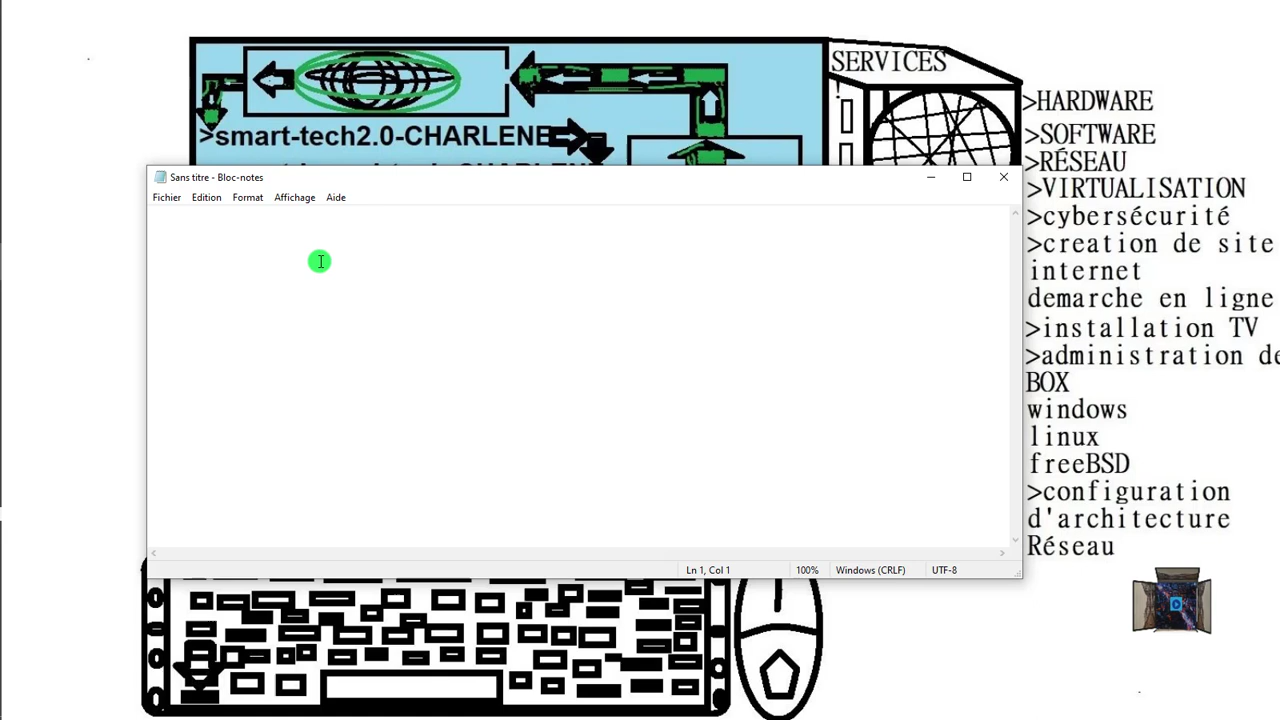 SERVICES
>HARDWARE
>smart-tech2.0-CHARLENE
>SOFTWARE
>RÉSEAU
Sans titre - Bloc-notes
>VIRTUALISATION
Fichier Edition Format Affichage Aide
>cybersécurité
>creation de site
internet
demarche en ligne
>installation TV
>administration de
BOX
windows
linux
freeBSD
>configuration
d'architecture
Réseau
Ln 1, Col 1 100% Windows (CRLF) UTF-8